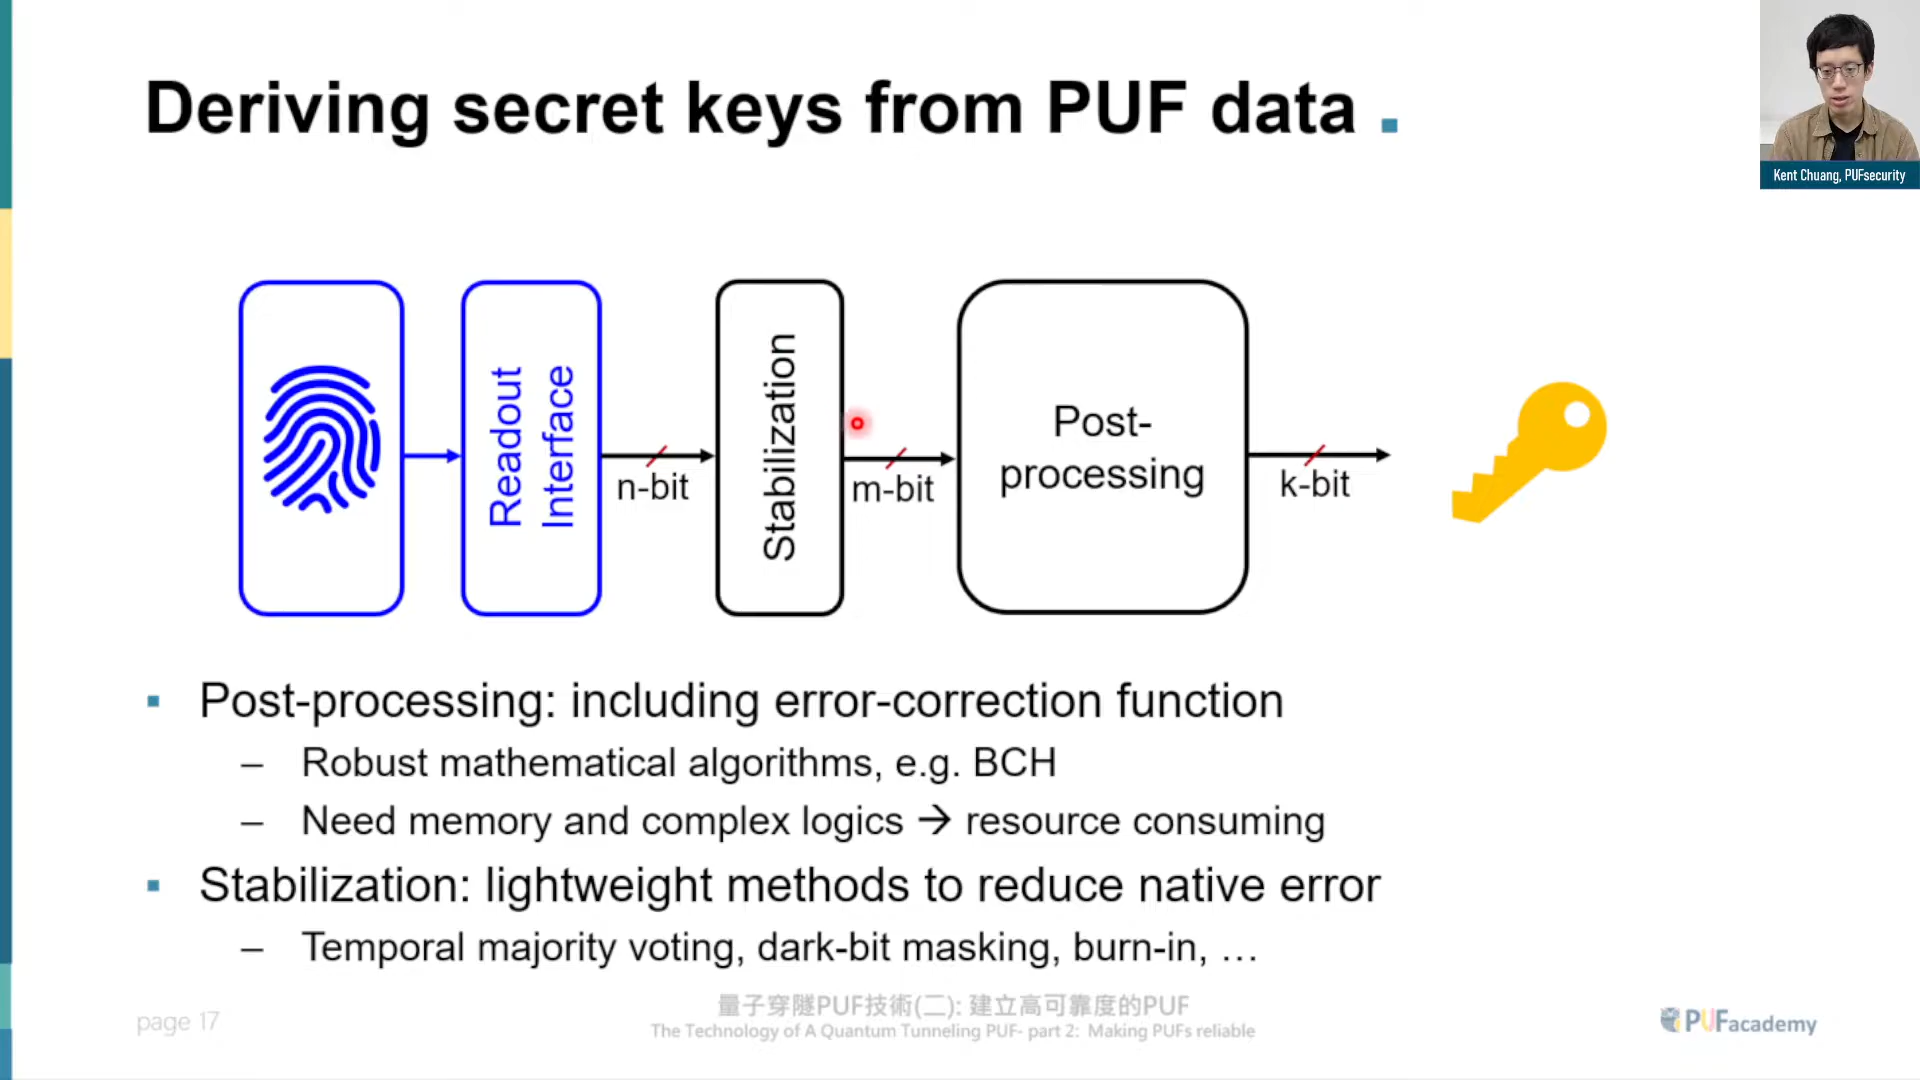 Deriving secret keys from PUF data .
Kent Chuang, PUFsecurity
Readout
Interface
n-bit
Stabilization
m-bit
Post-
processing
k-bit
▪ Post-processing: including error-correction function
– Robust mathematical algorithms, e.g. BCH
– Need memory and complex logics → resource consuming
▪ Stabilization: lightweight methods to reduce native error
– Temporal majority voting, dark-bit masking, burn-in, …
page 17
量子穿隧PUF技術(二): 建立高可靠度的PUF
The Technology of A Quantum Tunneling PUF- part 2: Making PUFs reliable
PUFacademy